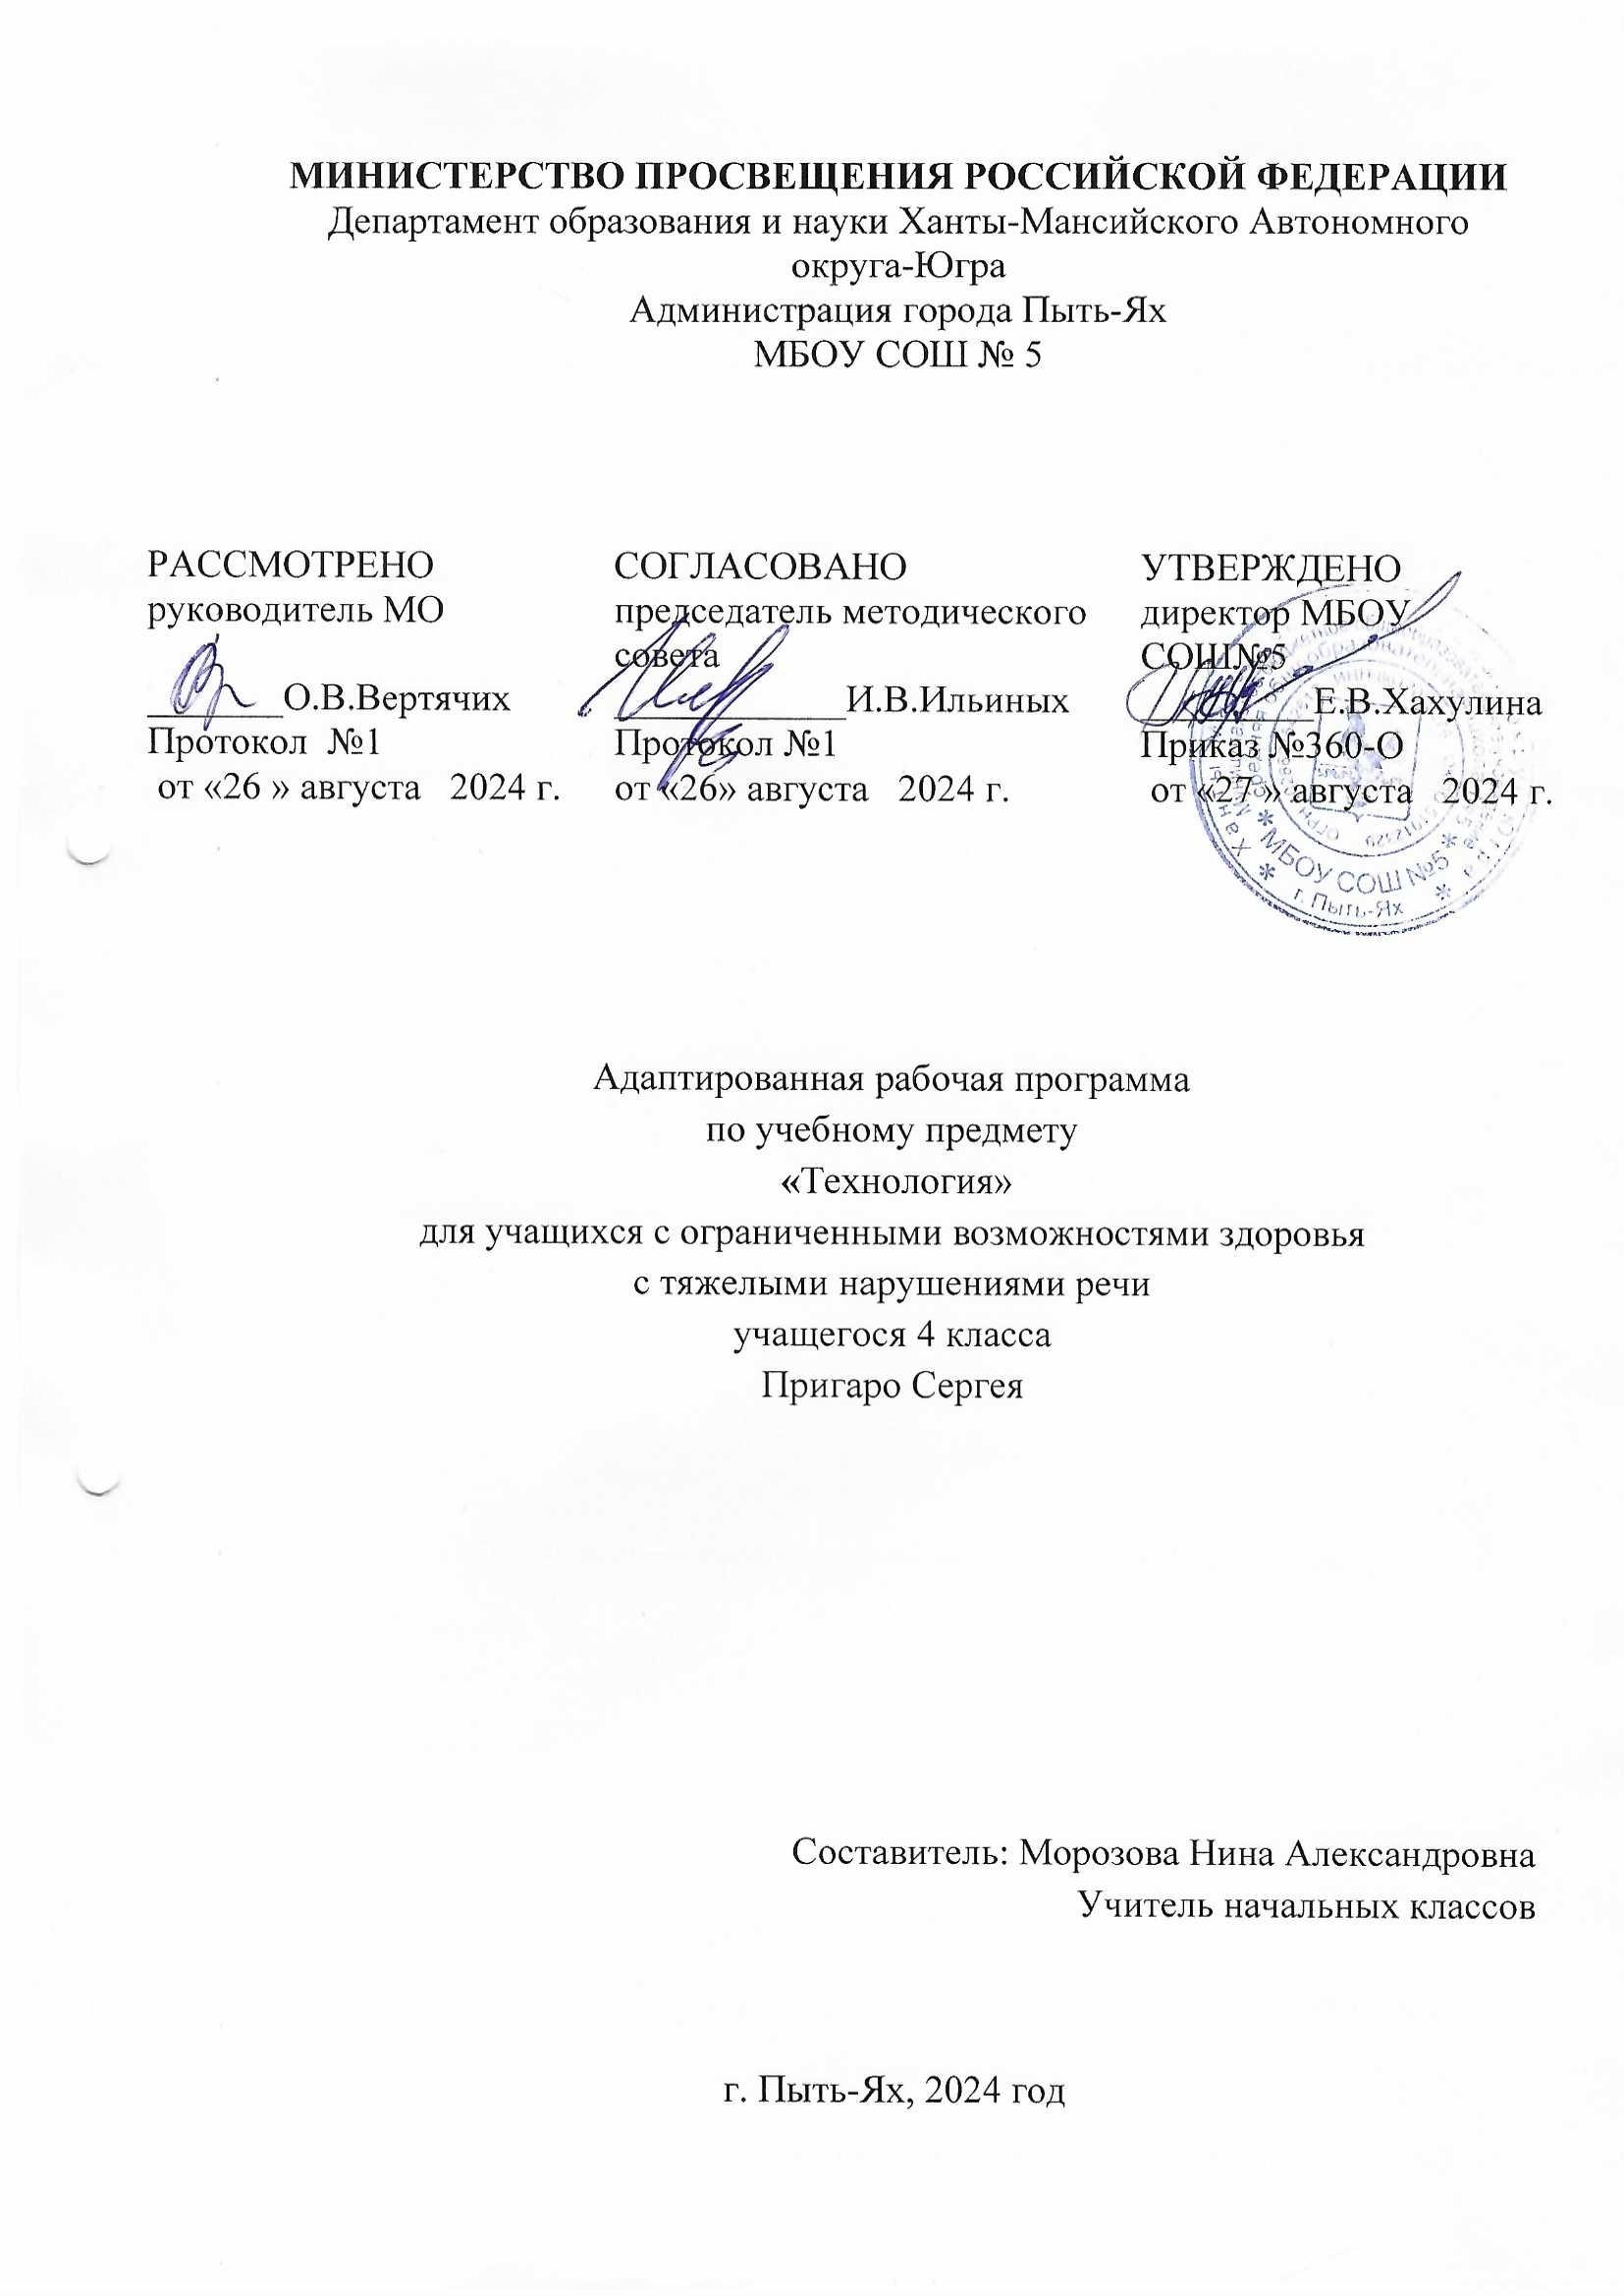 МИНИСТЕРСТВО ПРОСВЕЩЕНИЯ РОССИЙСКОЙ ФЕДЕРАЦИИ
Департамент образования и науки Ханты-Мансийского Автономного
округа-Югра
Администрация города Пыть-Ях
МБОУ СОШ № 5
РАССМОТРЕНО
руководитель МО
_______О.В.Вертячих
Протокол №1
от «26 » августа 2024 г.
СОГЛАСОВАНО
председатель методического
совета
____________И.В.Ильиных
Протокол №1
от «26» августа 2024 г.
УТВЕРЖДЕНО
директор МБОУ
СОШ№5
_________Е.В.Хахулина
Приказ №360-О
от «27 » августа 2024 г.
* МБОУ СОШ №5 *
г. Пыть-Ях
Адаптированная рабочая программа
по учебному предмету
«Технология»
для учащихся с ограниченными возможностями здоровья
с тяжелыми нарушениями речи
учащегося 4 класса
Пригаро Сергея
Составитель: Морозова Нина Александровна
Учитель начальных классов
г. Пыть-Ях, 2024 год